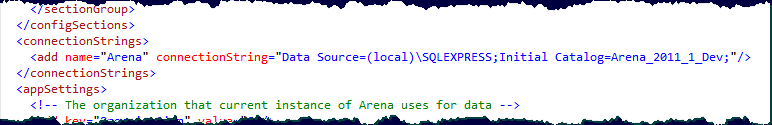 </sectionGroup>
</configSections>
<connectionStrings>
<add name="Arena" connectionString="Data Source=(local)\SQLEXPRESS;Initial Catalog=Arena_2011_1_Dev;"/>
</connectionStrings>
<appSettings>
<!-- The organization that current instance of Arena uses for data -->